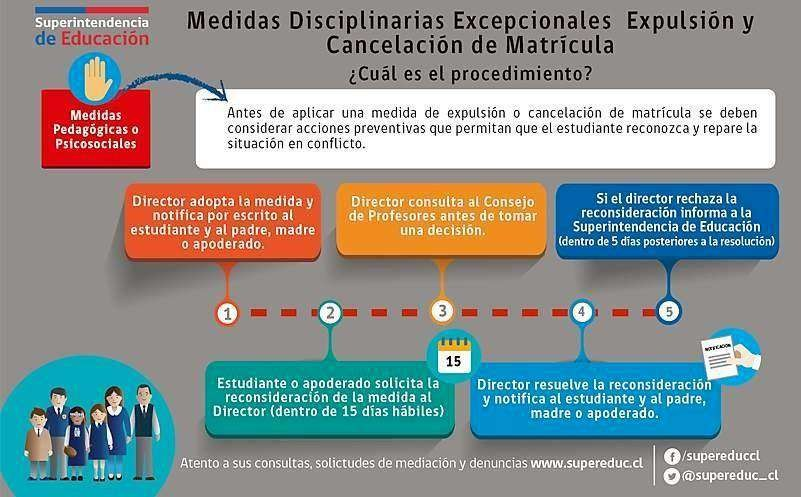 Superintendencia
de Educación
Medidas Disciplinarias Excepcionales Expulsión y
Cancelación de Matrícula
¿Cuál es el procedimiento?
Medidas
Pedagógicas o
Psicosociales
Antes de aplicar una medida de expulsión o cancelación de matrícula se deben
considerar acciones preventivas que permitan que el estudiante reconozca y repare la
situación en conflicto.
Director adopta la medida y
notifica por escrito al
estudiante y al padre, madre
o apoderado.
Director consulta al Consejo
de Profesores antes de tomar
una decisión.
Si el director rechaza la
reconsideración informa a la
Superintendencia de Educación
(dentro de 5 días posteriores a la resolución)
1
2
3
4
5
15
NOTIFICACIÓN
Estudiante o apoderado solicita la
reconsideración de la medida al
Director (dentro de 15 días hábiles)
Director resuelve la reconsideración
y notifica al estudiante y al padre,
madre o apoderado.
Atento a sus consultas, solicitudes de mediación y denuncias www.supereduc.cl
/supereduccl
@supereduc_cl